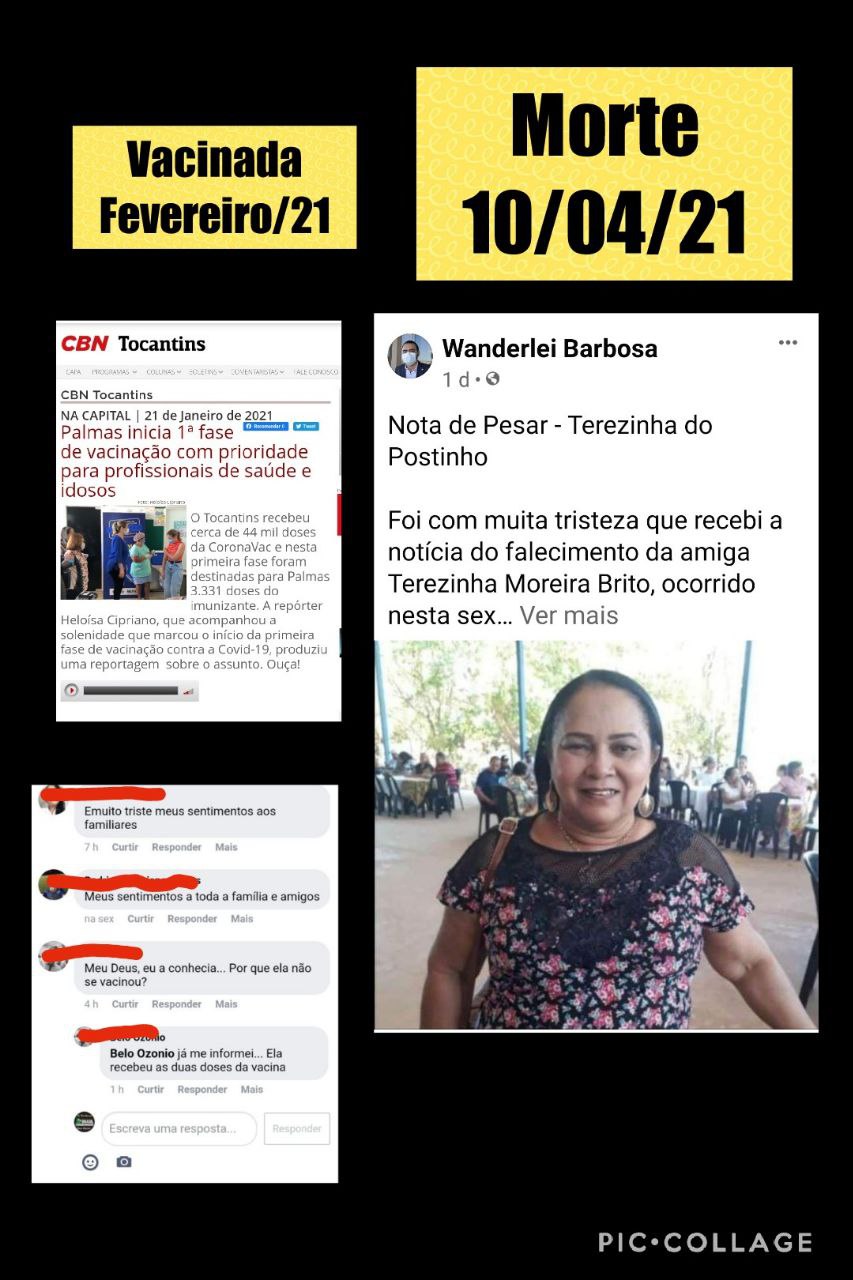 Vacinada
Fevereiro/21
Morte
10/04/21
CBN Tocantins
CAPA PROGRAMAS COLUNAS BOLETINS COMENTARISTAS FALE CONOSCO
CBN Tocantins
NA CAPITAL | 21 de Janeiro de 2021
Recomendar 0 Tweet
Palmas inicia 1ª fase
de vacinação com prioridade
para profissionais de saúde e
idosos
O Tocantins recebeu
cerca de 44 mil doses
da CoronaVac e nesta
primeira fase foram
destinadas para Palmas
3.331 doses do
imunizante. A repórter
Heloísa Cipriano, que acompanhou a
solenidade que marcou o início da primeira
fase de vacinação contra a Covid-19, produziu
uma reportagem sobre o assunto. Ouça!
Wanderlei Barbosa
1 d
Nota de Pesar - Terezinha do
Postinho
Foi com muita tristeza que recebi a
notícia do falecimento da amiga
Terezinha Moreira Brito, ocorrido
nesta sex... Ver mais
Emuito triste meus sentimentos aos
familiares
7 h Curtir Responder Mais
Meus sentimentos a toda a família e amigos
na sex Curtir Responder Mais
Meu Deus, eu a conhecia... Por que ela não
se vacinou?
4 h Curtir Responder Mais
Belo Ozonio
Belo Ozonio já me informei... Ela
recebeu as duas doses da vacina
1 h Curtir Responder Mais
Escreva uma resposta... Responder
PIC•COLLAGE